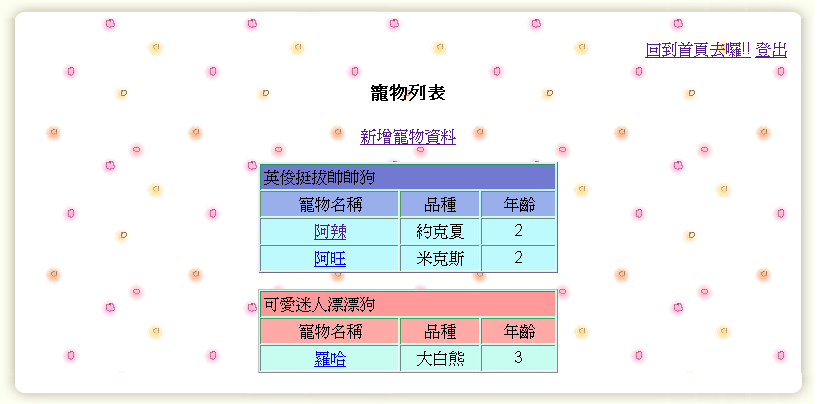 回到首頁去囉!! 登出
寵物列表
新增寵物資料
英俊挺拔帥帥狗
寵物名稱 品種 年齡
阿辣 約克夏 2
阿旺 米克斯 2
可愛迷人漂漂狗
寵物名稱 品種 年齡
羅哈 大白熊 3